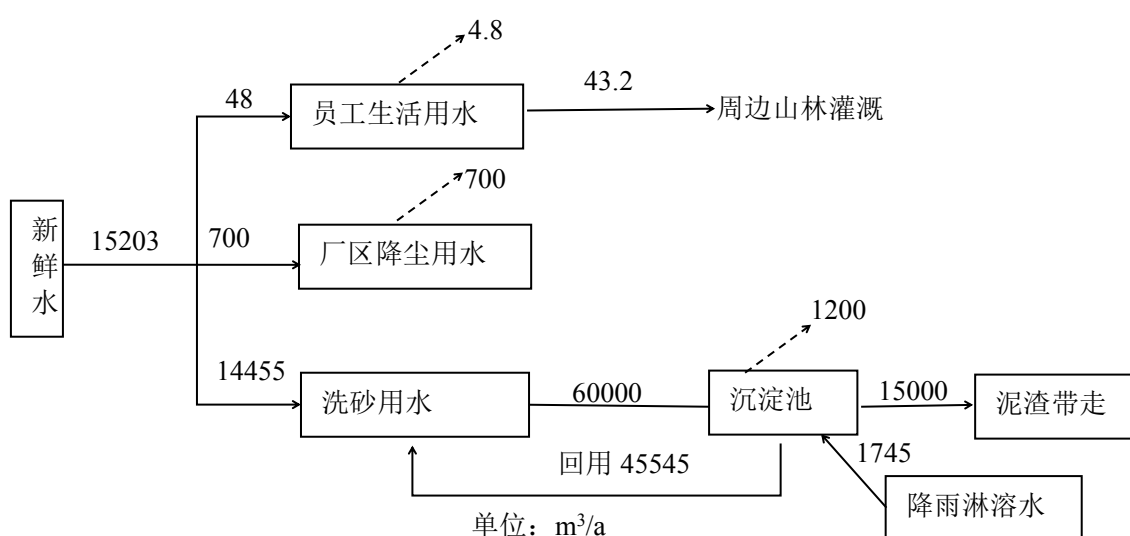 4.8
48
员工生活用水
43.2
周边山林灌溉
700
新鲜水
15203
700
厂区降尘用水
1200
14455
洗砂用水
60000
沉淀池
15000
泥渣带走
回用 45545
1745
降雨淋溶水
单位：m³/a